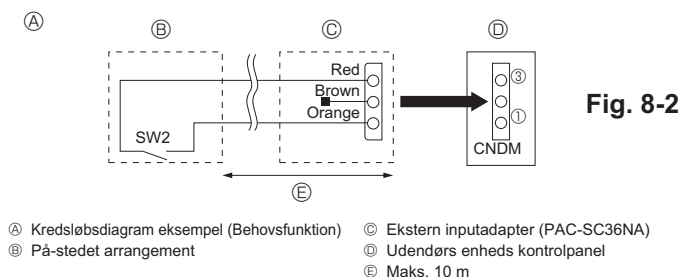 Ⓐ
Ⓑ
Ⓒ
Ⓓ
Red
Brown
Orange
SW2
③
①
CNDM
Fig. 8-2
Ⓔ
Ⓐ Kredsløbsdiagram eksempel (Behovsfunktion)
Ⓑ På-stedet arrangement
Ⓒ Ekstern inputadapter (PAC-SC36NA)
Ⓓ Udendørs enheds kontrolpanel
Ⓔ Maks. 10 m